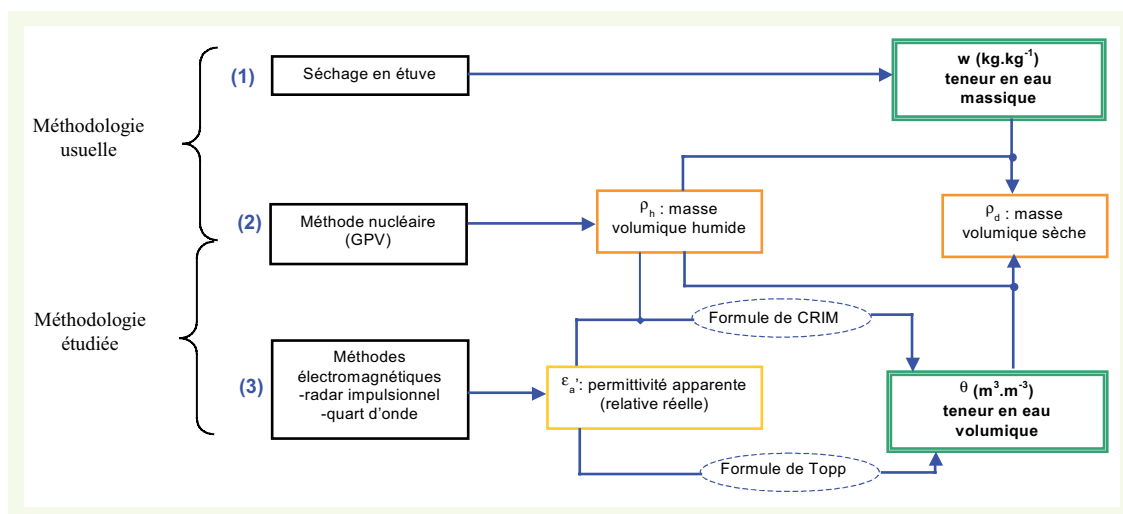 (1)
Séchage en étuve
w (kg.kg⁻¹)
teneur en eau
massique
Méthodologie
usuelle
(2)
Méthode nucléaire
(GPV)
ρh : masse
volumique humide
ρd : masse
volumique sèche
Méthodologie
étudiée
Formule de CRIM
(3)
Méthodes
électromagnétiques
-radar impulsionnel
-quart d'onde
εa': permittivité apparente
(relative réelle)
θ (m³.m⁻³)
teneur en eau
volumique
Formule de Topp